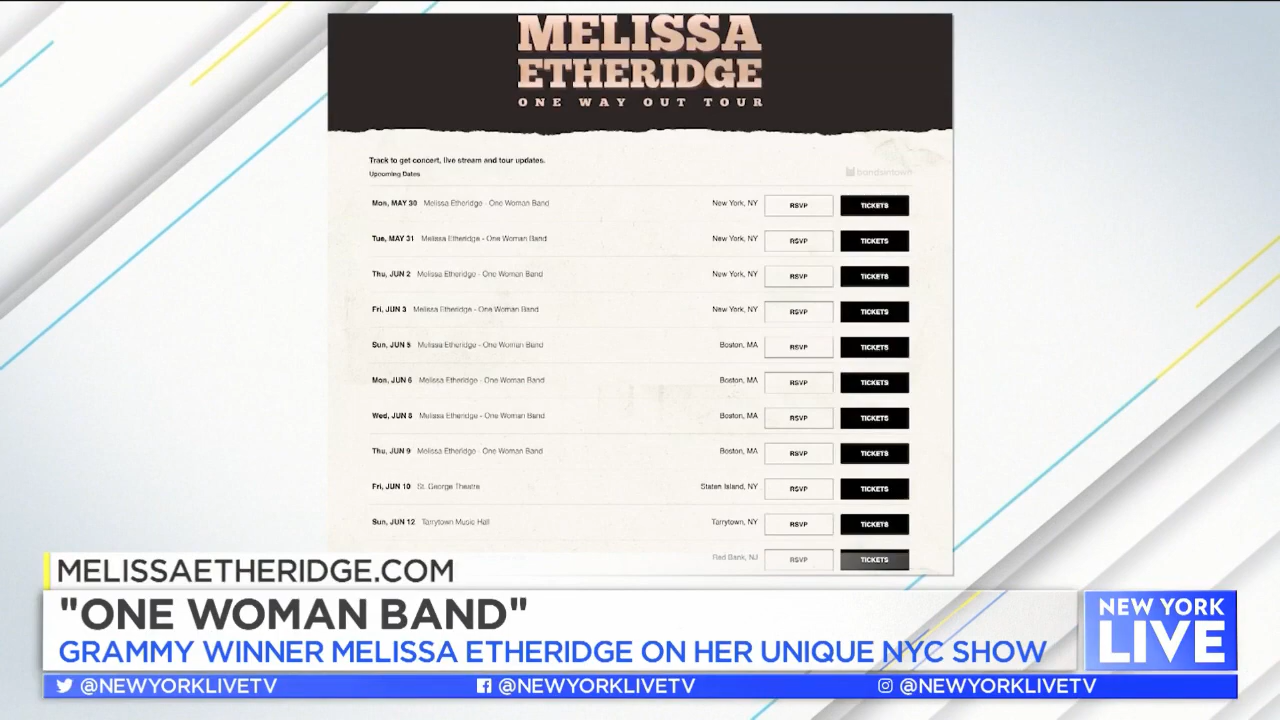 MELISSA
ETHERIDGE
ONE WAY OUT TOUR
Track to get concert, live stream and tour updates.
Upcoming Dates
bandsintown
Mon, MAY 30 Melissa Etheridge - One Woman Band New York, NY RSVP TICKETS
Tue, MAY 31 Melissa Etheridge - One Woman Band New York, NY RSVP TICKETS
Thu, JUN 2 Melissa Etheridge - One Woman Band New York, NY RSVP TICKETS
Fri, JUN 3 Melissa Etheridge - One Woman Band New York, NY RSVP TICKETS
Sun, JUN 5 Melissa Etheridge - One Woman Band Boston, MA RSVP TICKETS
Mon, JUN 6 Melissa Etheridge - One Woman Band Boston, MA RSVP TICKETS
Wed, JUN 8 Melissa Etheridge - One Woman Band Boston, MA RSVP TICKETS
Thu, JUN 9 Melissa Etheridge - One Woman Band Boston, MA RSVP TICKETS
Fri, JUN 10 St. George Theatre Staten Island, NY RSVP TICKETS
Sun, JUN 12 Tarrytown Music Hall Tarrytown, NY RSVP TICKETS
Red Bank, NJ RSVP TICKETS
MELISSAETHERIDGE.COM
"ONE WOMAN BAND"
GRAMMY WINNER MELISSA ETHERIDGE ON HER UNIQUE NYC SHOW
NEW YORK
LIVE
@NEWYORKLIVETV @NEWYORKLIVETV @NEWYORKLIVETV